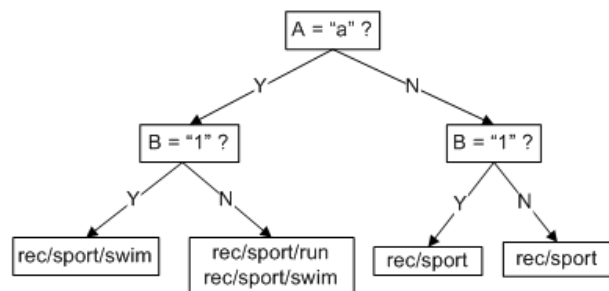 A = “a” ?
Y
N
B = “1” ?
B = “1” ?
Y
N
Y
N
rec/sport/swim
rec/sport/run
rec/sport/swim
rec/sport
rec/sport